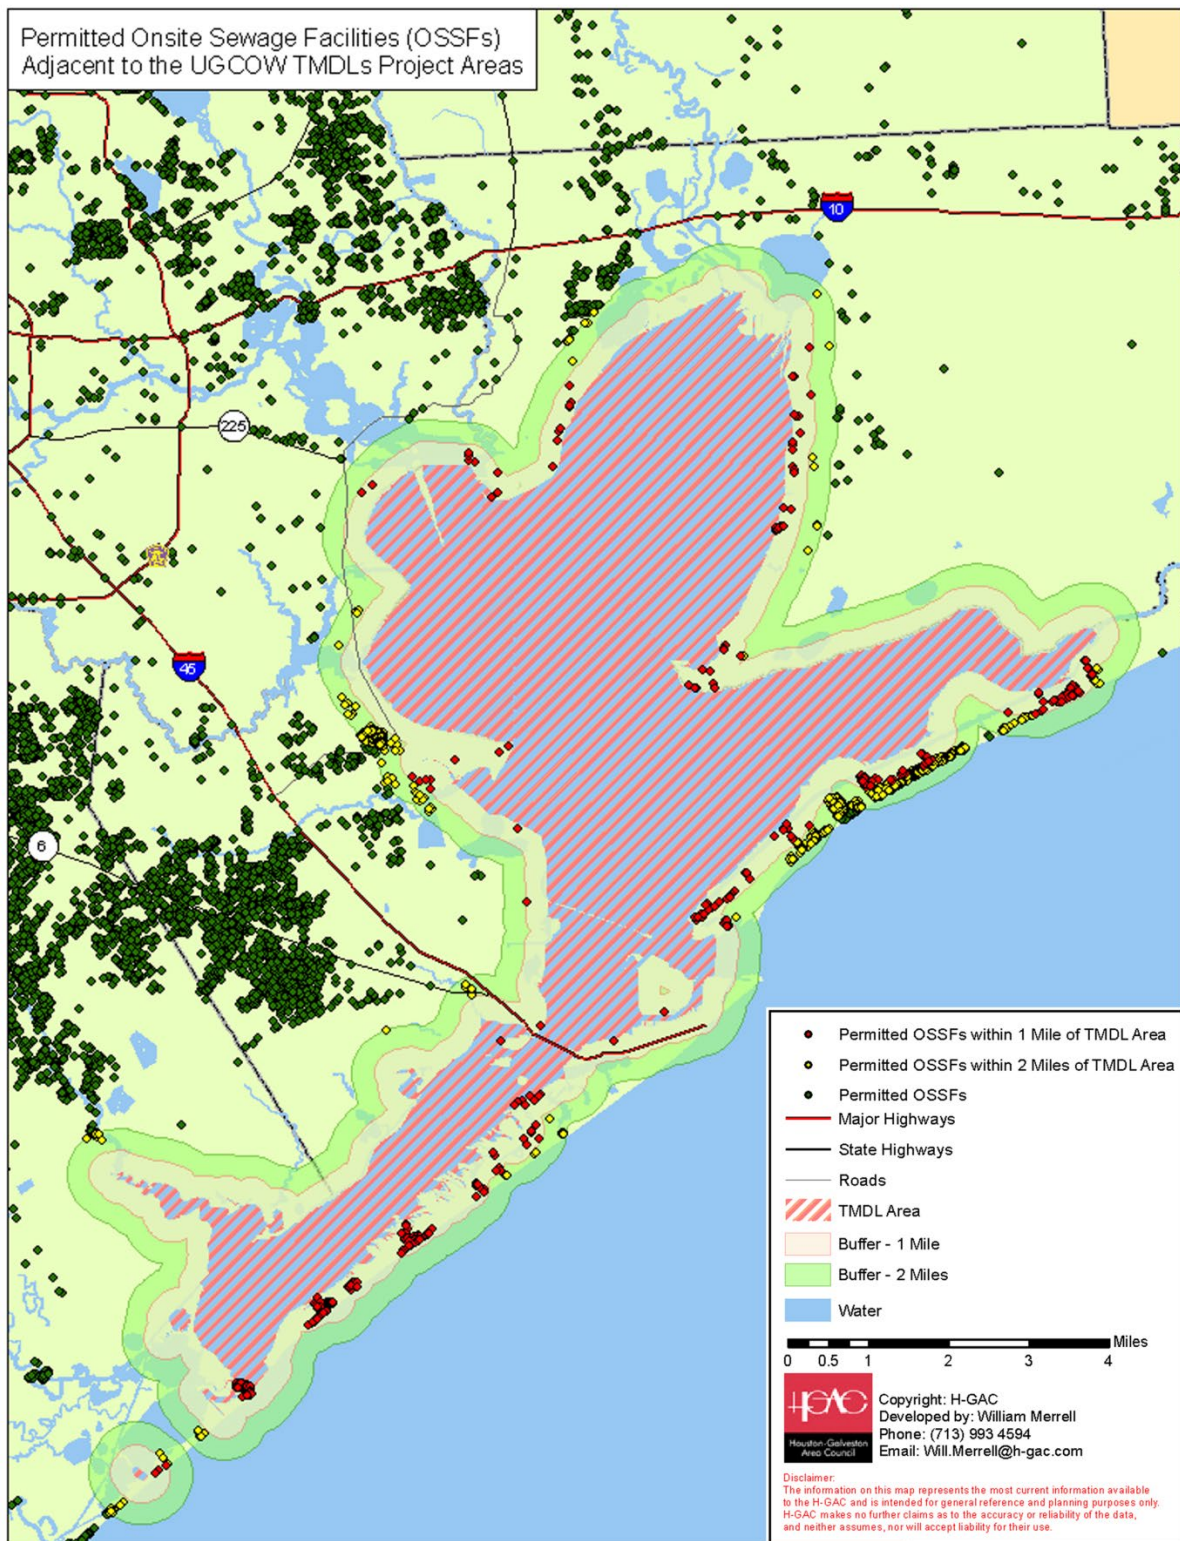 Permitted Onsite Sewage Facilities (OSSFs)
Adjacent to the UGCOW TMDLs Project Areas
10
225
45
6
Permitted OSSFs within 1 Mile of TMDL Area
Permitted OSSFs within 2 Miles of TMDL Area
Permitted OSSFs
Major Highways
State Highways
Roads
TMDL Area
Buffer - 1 Mile
Buffer - 2 Miles
Water
Miles
0 0.5 1 2 3 4
HGAC
Houston-Galveston
Area Council
Copyright: H-GAC
Developed by: William Merrell
Phone: (713) 993 4594
Email: Will.Merrell@h-gac.com
Disclaimer:
The information on this map represents the most current information available
to the H-GAC and is intended for general reference and planning purposes only.
H-GAC makes no further claims as to the accuracy or reliability of the data,
and neither assumes, nor will accept liability for their use.